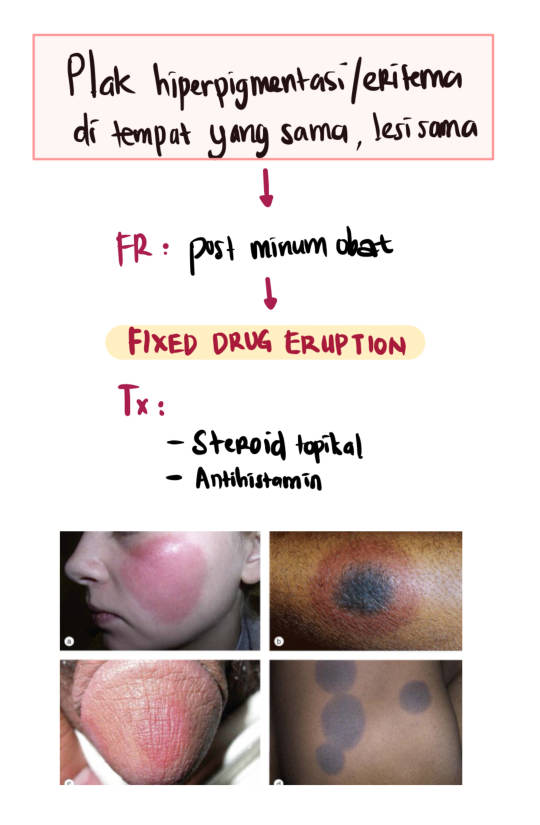 Plak hiperpigmentasi/eritema
di tempat yang sama, lesi sama
FR: post minum obat
FIXED DRUG ERUPTION
Tx:
- Steroid topikal
- Antihistamin
a
b
c
d